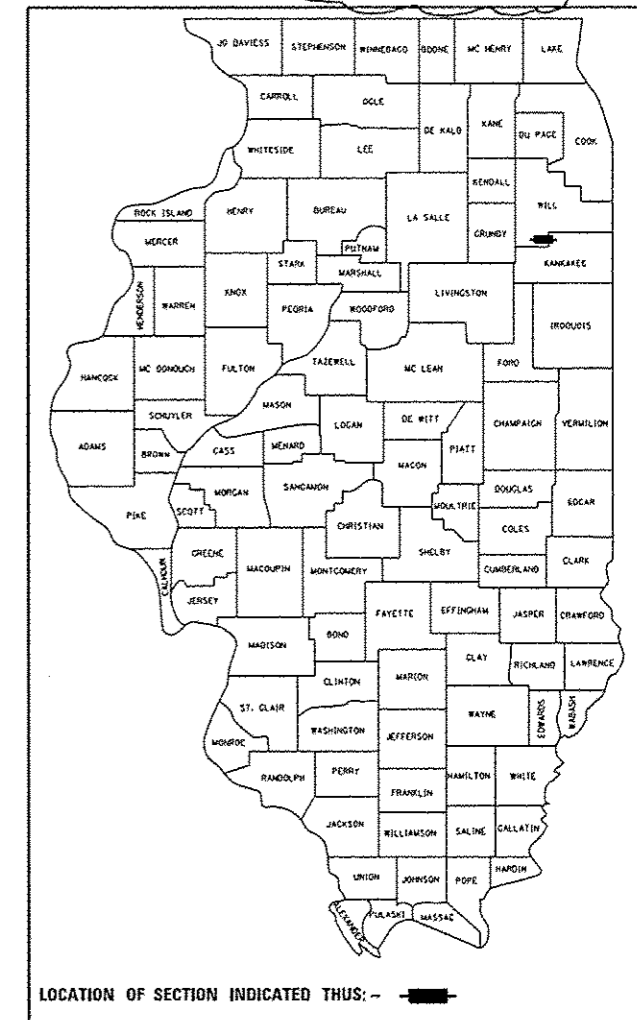 JO DAVIESS STEPHENSON WINNEBAGO BOONE MC HENRY LAKE
CARROLL OGLE DE KALB KANE DU PAGE COOK
WHITESIDE LEE KENDALL WILL
ROCK ISLAND HENRY BUREAU LA SALLE GRUNDY
MERCER STARK PUTNAM KANKAKEE
HENDERSON WARREN KNOX PEORIA MARSHALL WOODFORD LIVINGSTON IROQUOIS
HANCOCK MC DONOUGH FULTON TAZEWELL MC LEAN FORD
SCHUYLER MASON LOGAN DE WITT CHAMPAIGN VERMILION
ADAMS BROWN CASS MENARD MACON PIATT
PIKE SCOTT MORGAN SANGAMON CHRISTIAN MOULTRIE DOUGLAS EDGAR
COLES
CALHOUN GREENE MACOUPIN MONTGOMERY SHELBY CUMBERLAND CLARK
JERSEY FAYETTE EFFINGHAM JASPER CRAWFORD
MADISON BOND CLAY RICHLAND LAWRENCE
CLINTON MARION
ST. CLAIR WASHINGTON JEFFERSON WAYNE EDWARDS WABASH
MONROE
RANDOLPH PERRY FRANKLIN HAMILTON WHITE
JACKSON WILLIAMSON SALINE GALLATIN
UNION JOHNSON POPE HARDIN
ALEXANDER PULASKI MASSAC
LOCATION OF SECTION INDICATED THUS: -